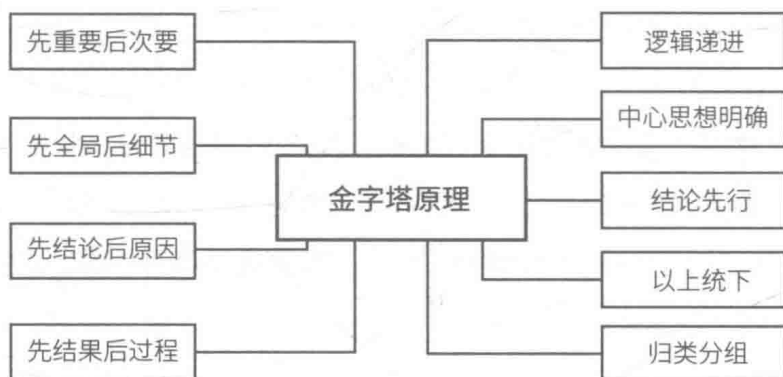 先重要后次要
先全局后细节
先结论后原因
先结果后过程
金字塔原理
逻辑递进
中心思想明确
结论先行
以上统下
归类分组